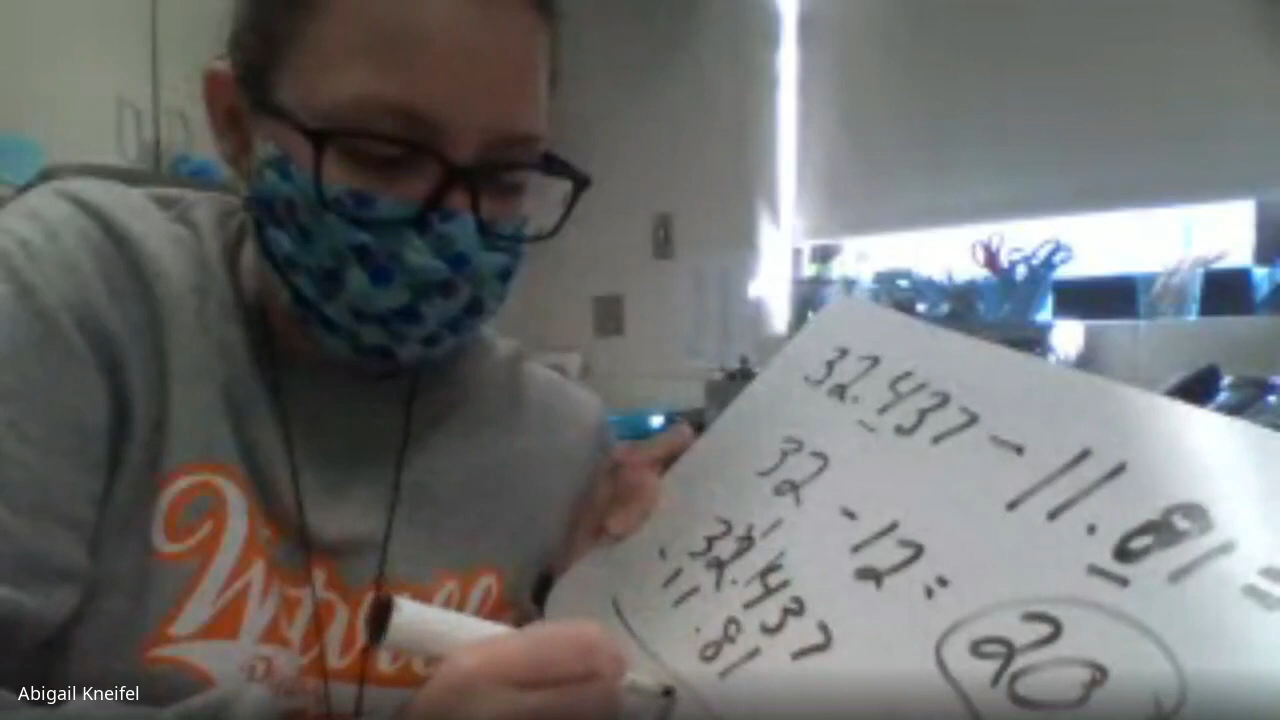 32.437 - 11.81 =
32 - 12 =
20
32.437
- 11.81
Abigail Kneifel